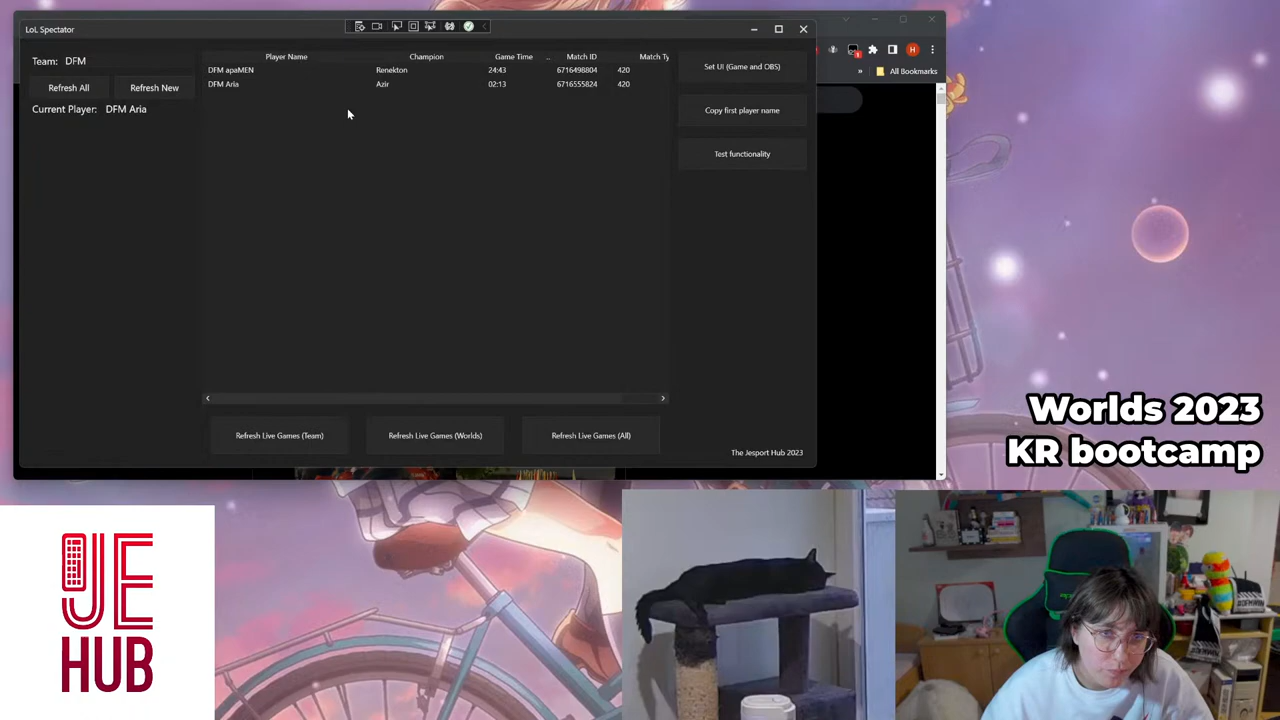 LoL Spectator
Team: DFM
Refresh All
Refresh New
Current Player: DFM Aria
Player Name Champion Game Time .. Match ID Match Ty
DFM apaMEN Renekton 24:43 6716498804 420
DFM Aria Azir 02:13 6716555824 420
Set UI (Game and OBS)
Copy first player name
Test functionality
Refresh Live Games (Team)
Refresh Live Games (Worlds)
Refresh Live Games (All)
The Jesport Hub 2023
» All Bookmarks
H
Worlds 2023
KR bootcamp
JE
HUB